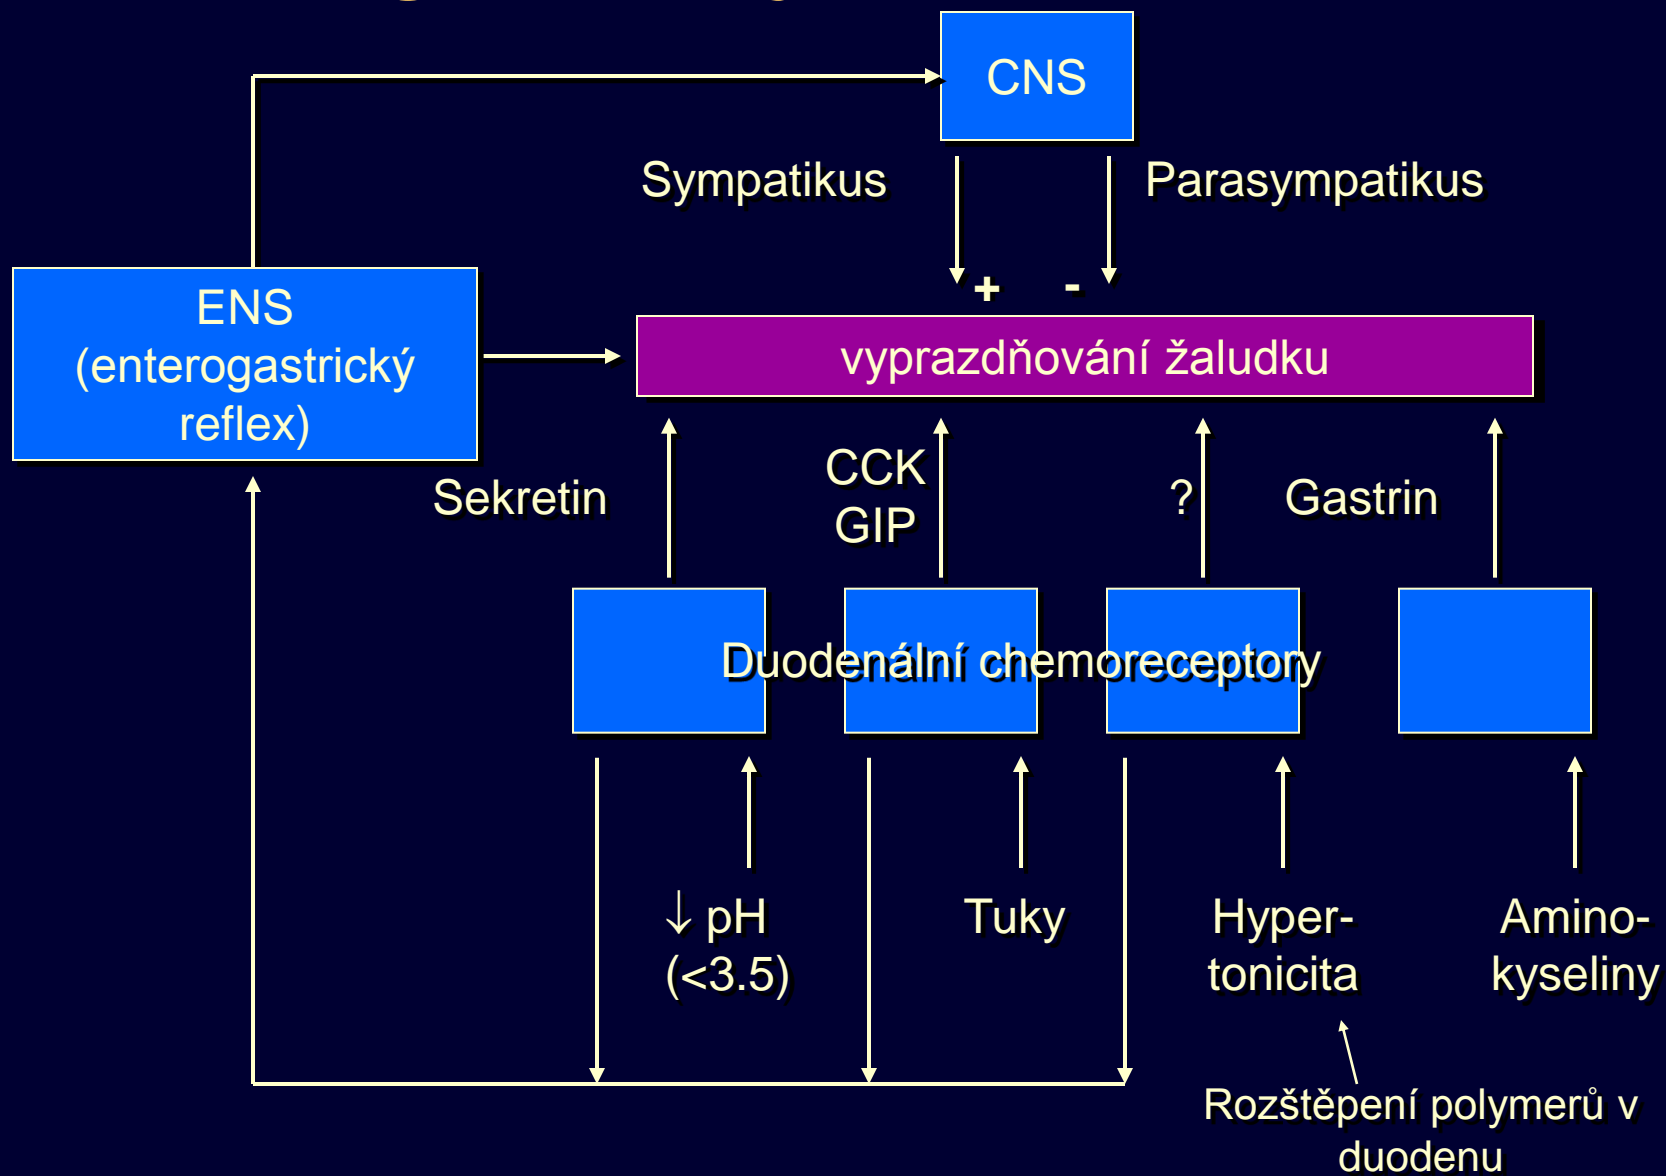 CNS
Sympatikus
Parasympatikus
+
-
ENS
(enterogastrický
reflex)
vyprazdňování žaludku
Sekretin
CCK
GIP
?
Gastrin
Duodenální chemoreceptory
↓ pH
(<3.5)
Tuky
Hyper-
tonicita
Amino-
kyseliny
Rozštěpení polymerů v
duodenu